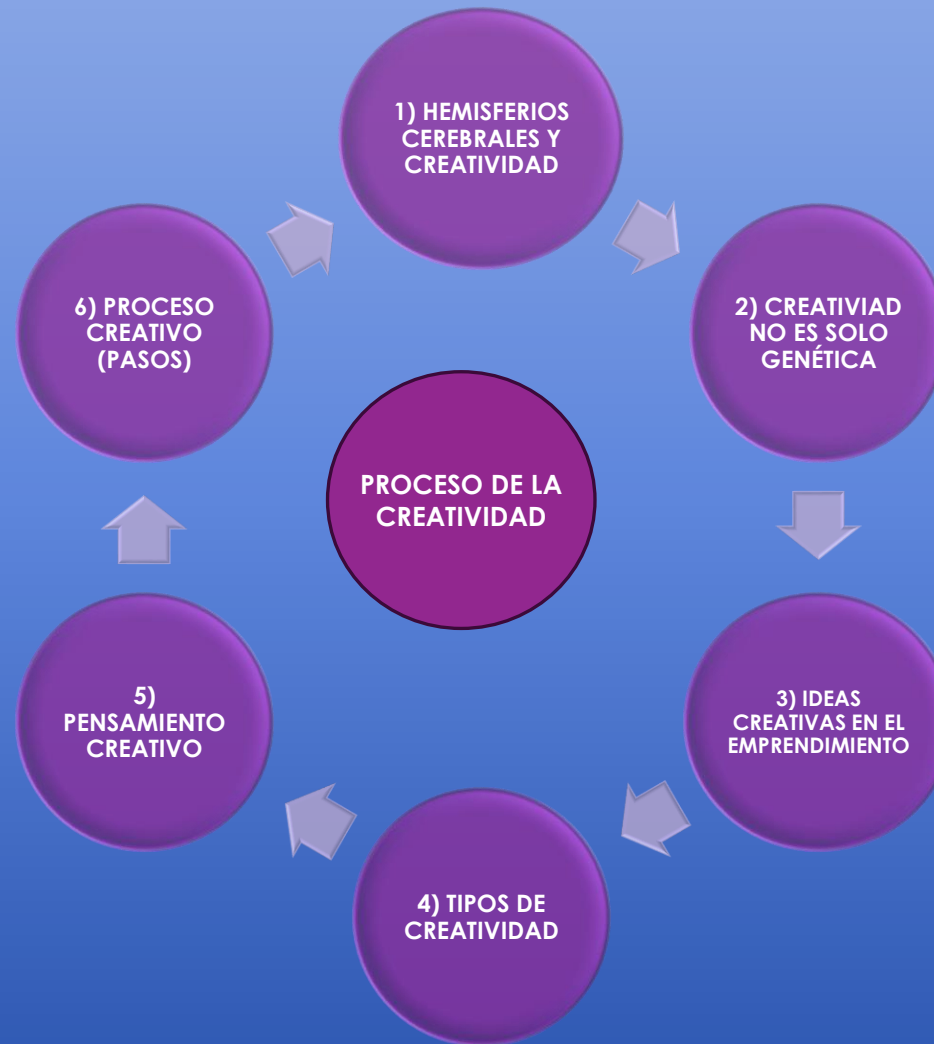 1) HEMISFERIOS
CEREBRALES Y
CREATIVIDAD
2) CREATIVIAD
NO ES SOLO
GENÉTICA
3) IDEAS
CREATIVAS EN EL
EMPRENDIMIENTO
4) TIPOS DE
CREATIVIDAD
5)
PENSAMIENTO
CREATIVO
6) PROCESO
CREATIVO
(PASOS)
PROCESO DE LA
CREATIVIDAD